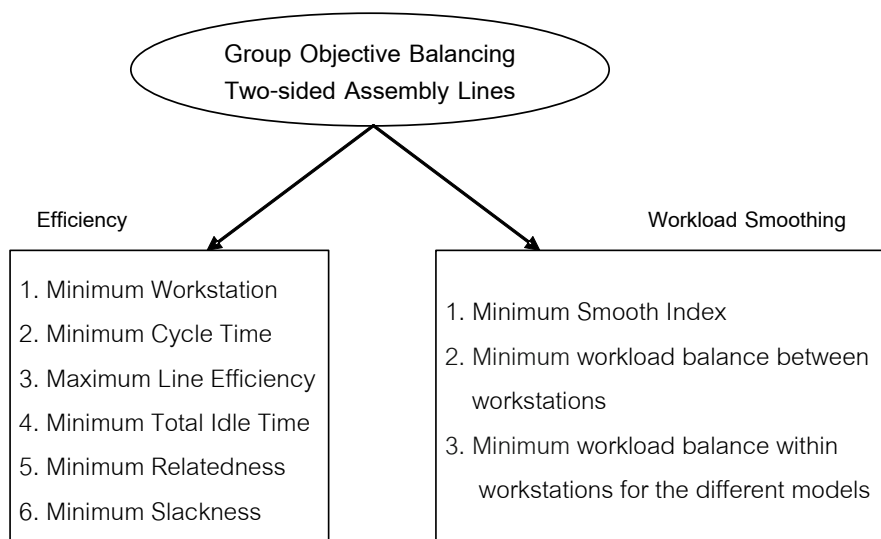 Group Objective Balancing
Two-sided Assembly Lines
Efficiency
1. Minimum Workstation
2. Minimum Cycle Time
3. Maximum Line Efficiency
4. Minimum Total Idle Time
5. Minimum Relatedness
6. Minimum Slackness
Workload Smoothing
1. Minimum Smooth Index
2. Minimum workload balance between
workstations
3. Minimum workload balance within
workstations for the different models